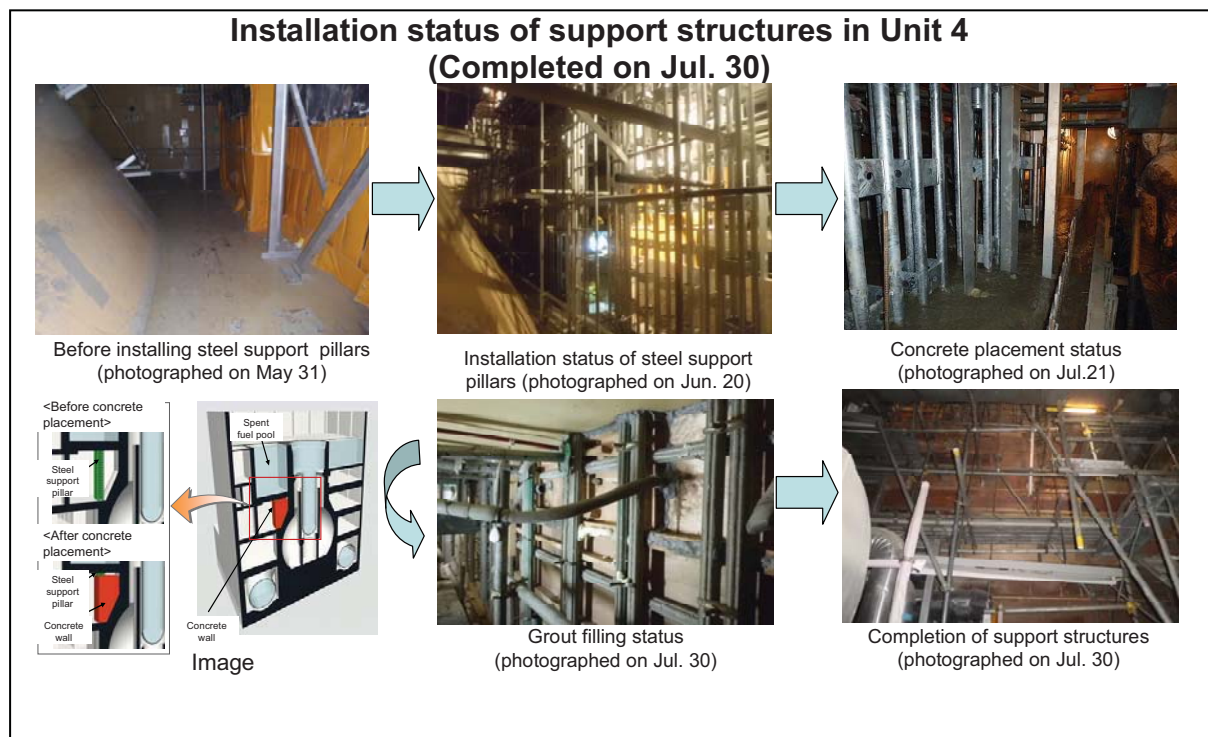 Installation status of support structures in Unit 4
(Completed on Jul. 30)
Before installing steel support pillars
(photographed on May 31)
Installation status of steel support
pillars (photographed on Jun. 20)
Concrete placement status
(photographed on Jul.21)
<Before concrete
placement>
Steel
support
pillar
<After concrete
placement>
Steel
support
pillar
Concrete
wall
Spent
fuel pool
Concrete
wall
Image
Grout filling status
(photographed on Jul. 30)
Completion of support structures
(photographed on Jul. 30)